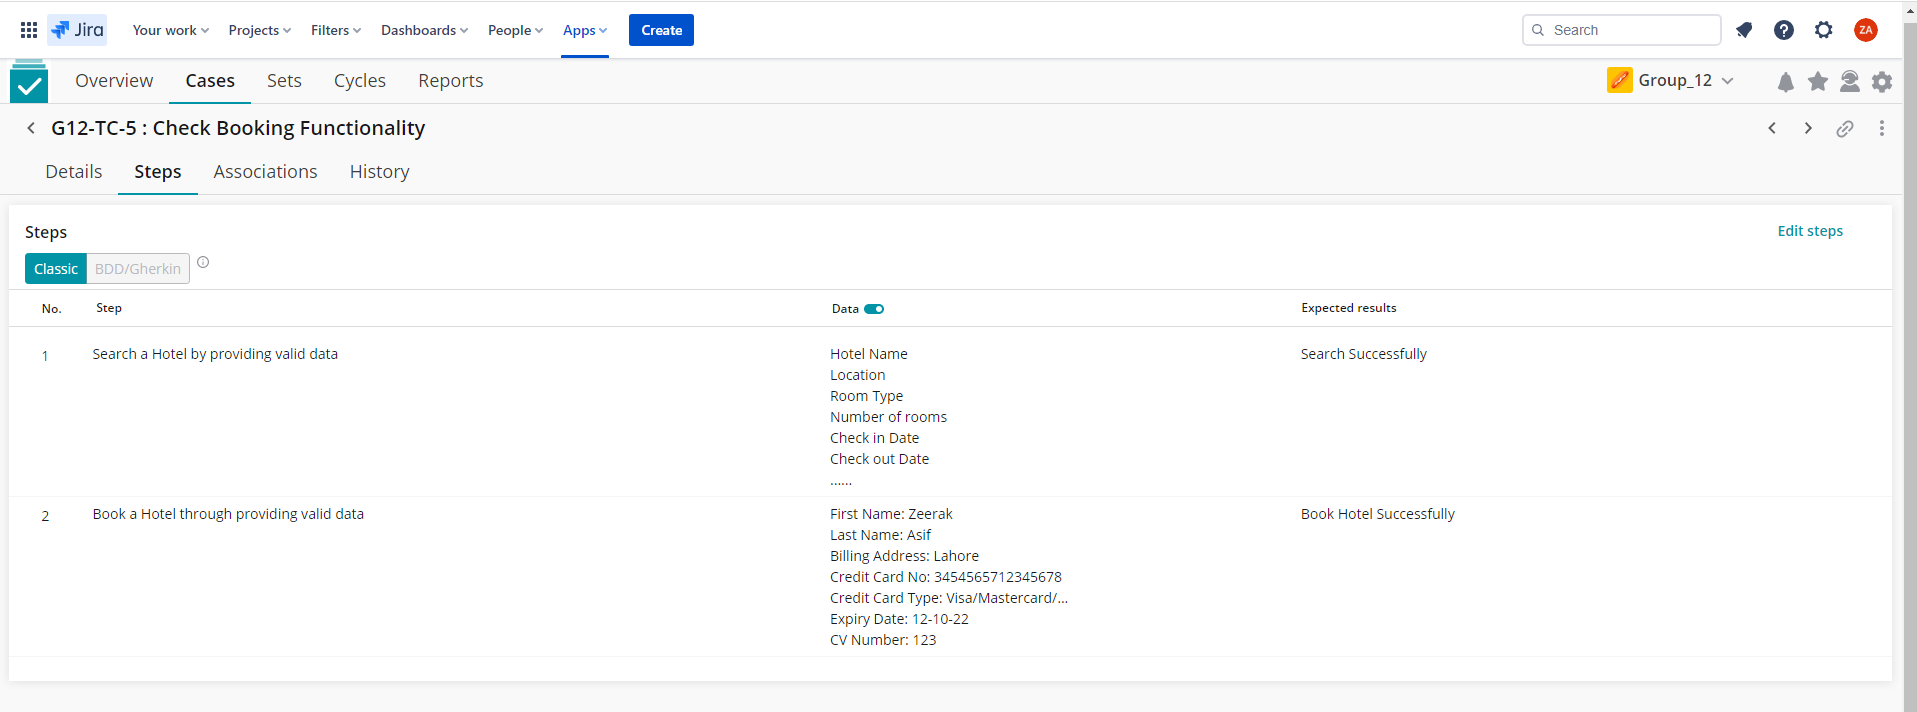 Jira Your work Projects Filters Dashboards People Apps Create Search ZA
Overview Cases Sets Cycles Reports Group_12
G12-TC-5 : Check Booking Functionality
Details Steps Associations History
Steps Edit steps
Classic BDD/Gherkin
No. Step Data Expected results
1 Search a Hotel by providing valid data Hotel Name Search Successfully
Location
Room Type
Number of rooms
Check in Date
Check out Date
......
2 Book a Hotel through providing valid data First Name: Zeerak Book Hotel Successfully
Last Name: Asif
Billing Address: Lahore
Credit Card No: 3454565712345678
Credit Card Type: Visa/Mastercard/...
Expiry Date: 12-10-22
CV Number: 123